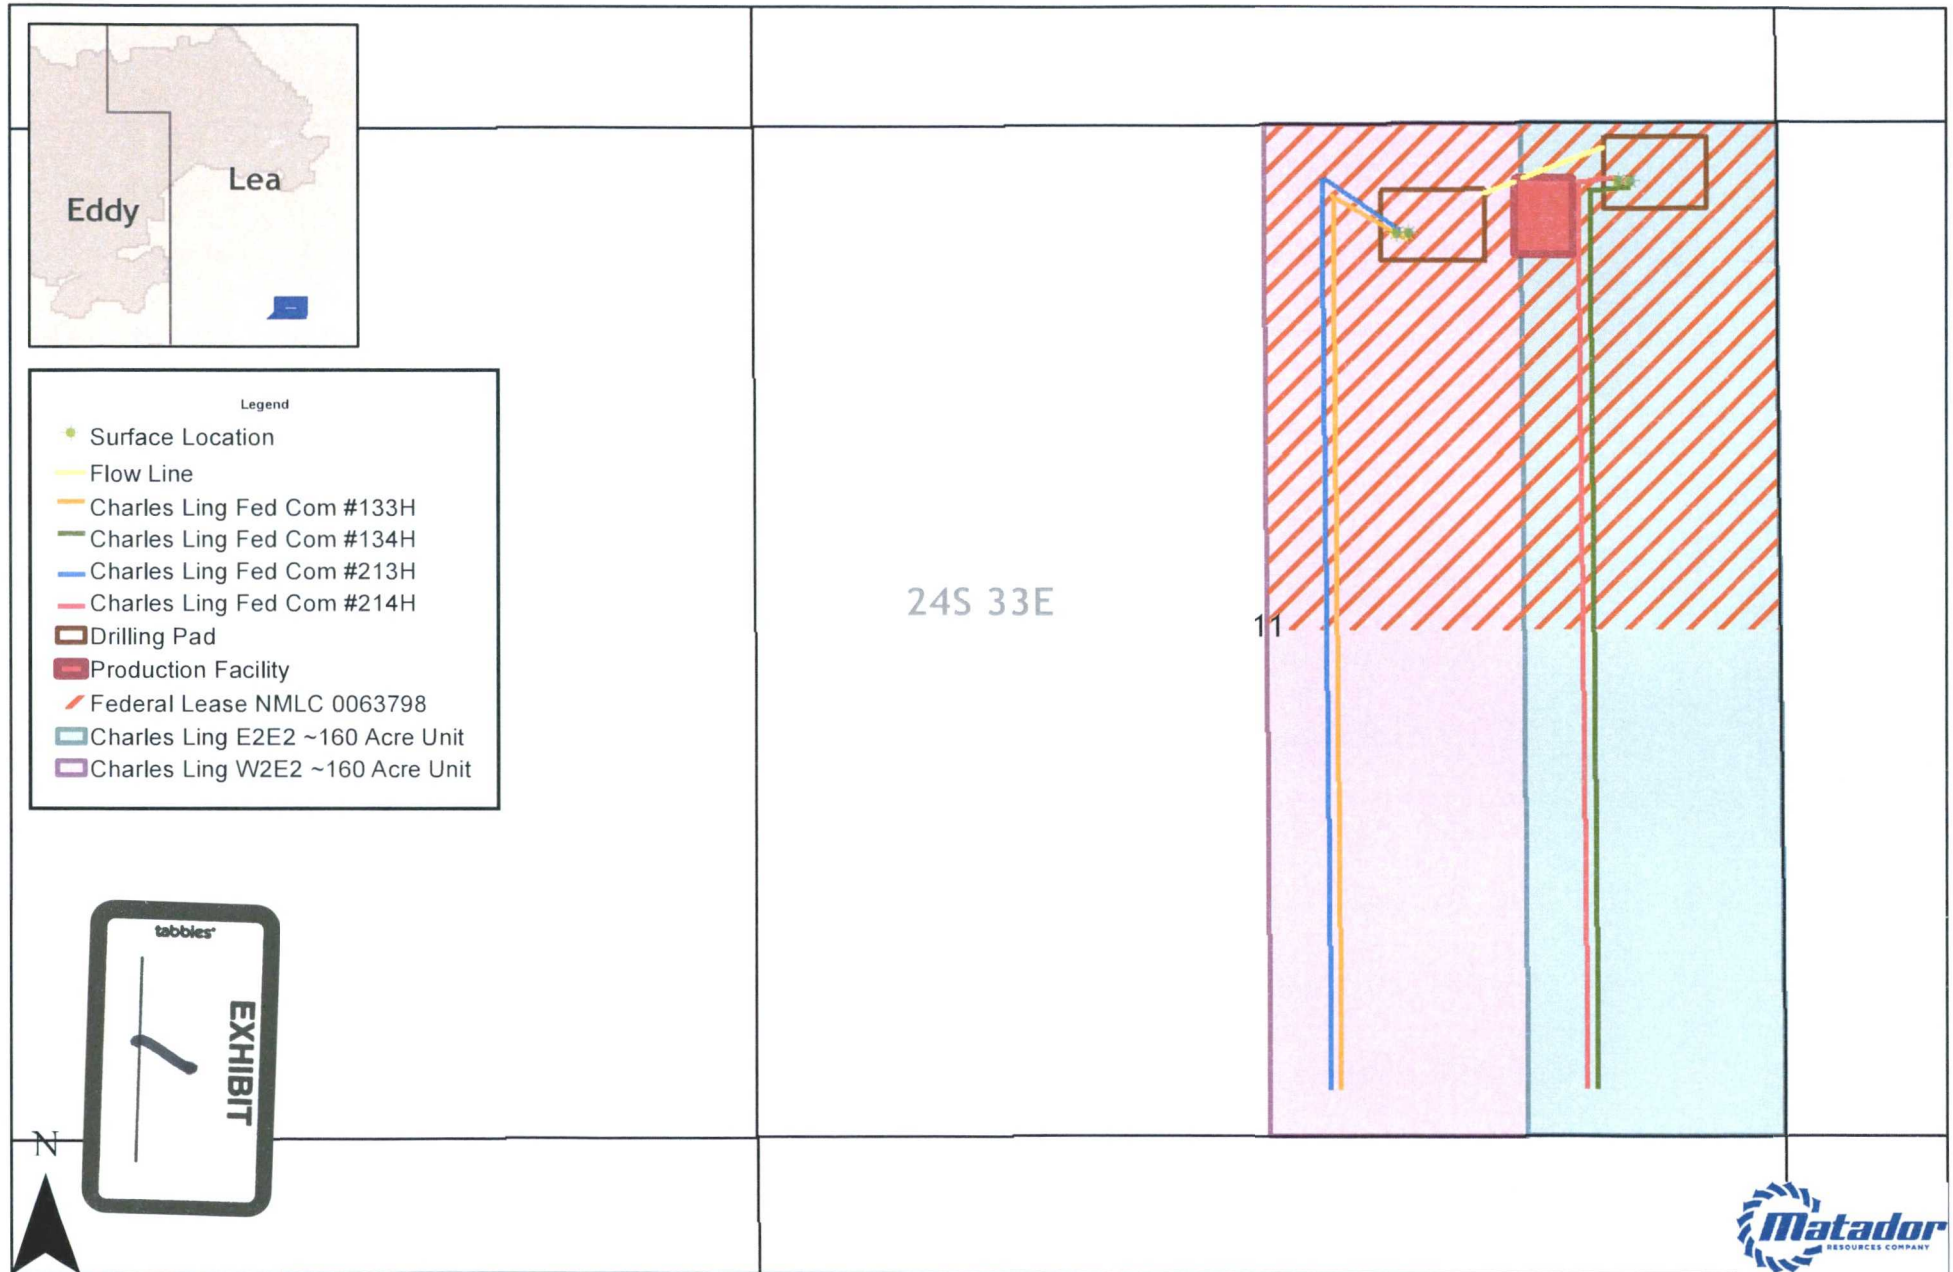 Eddy
Lea
Legend
Surface Location
Flow Line
Charles Ling Fed Com #133H
Charles Ling Fed Com #134H
Charles Ling Fed Com #213H
Charles Ling Fed Com #214H
Drilling Pad
Production Facility
Federal Lease NMLC 0063798
Charles Ling E2E2 ~160 Acre Unit
Charles Ling W2E2 ~160 Acre Unit
24S 33E
11
tabbies®
EXHIBIT
1
N
Matador
RESOURCES COMPANY